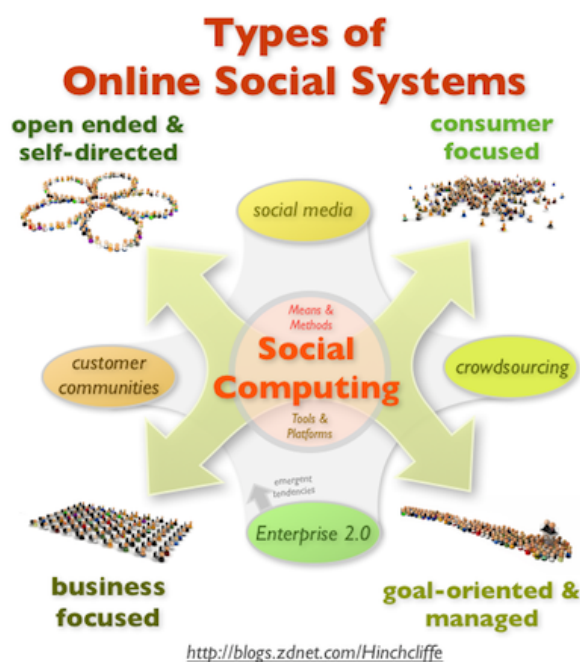 Types of
Online Social Systems
open ended &
self-directed
consumer
focused
social media
Means &
Methods
Social
Computing
Tools &
Platforms
customer
communities
crowdsourcing
emergent
tendencies
Enterprise 2.0
business
focused
goal-oriented &
managed
http://blogs.zdnet.com/Hinchcliffe